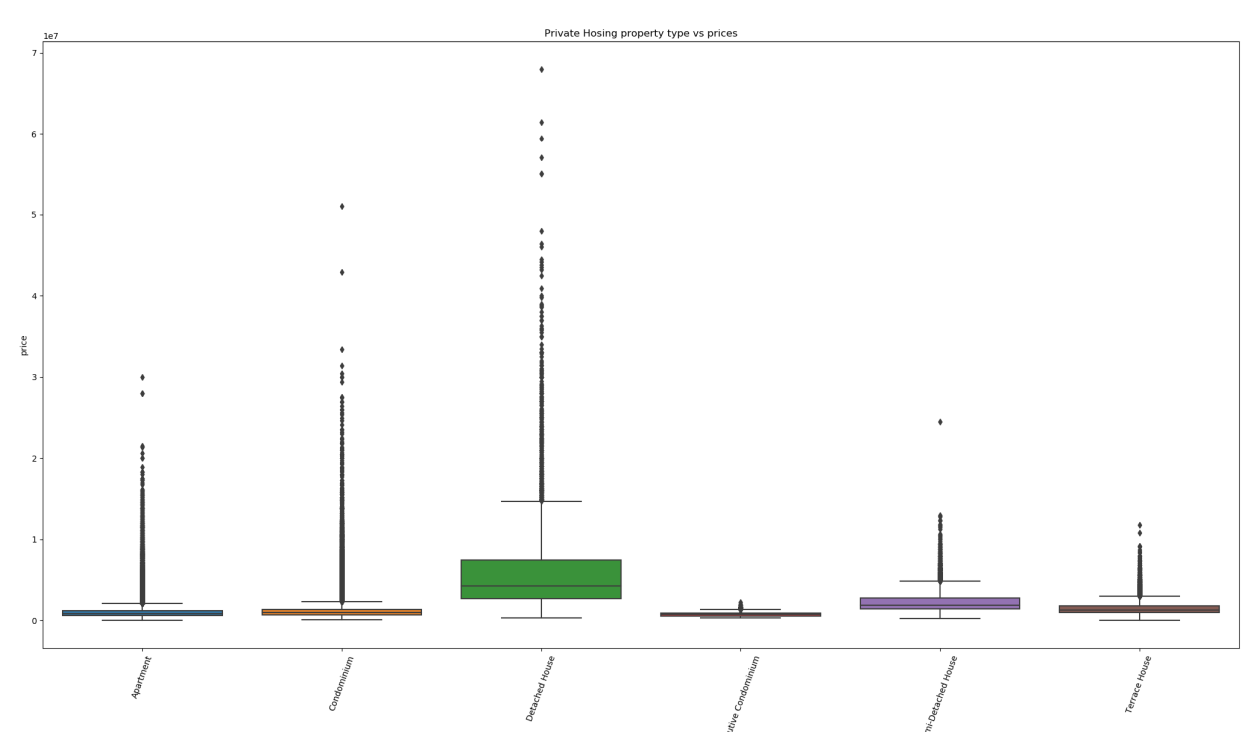 Private Hosing property type vs prices
1e7
7
6
5
4
3
2
1
0
price
Apartment
Condominium
Detached House
utive Condominium
mi-Detached House
Terrace House